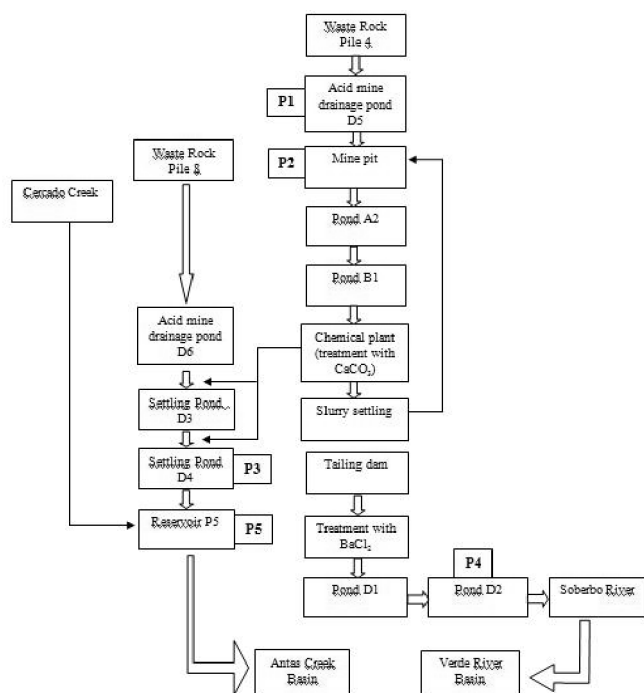 Waste Rock
Pile 4
P1
Acid mine
drainage pond
D5
Waste Rock
Pile 8
P2
Mine pit
Cercado Creek
Pond A2
Pond B1
Acid mine
drainage pond
D6
Chemical plant
(treatment with
CaCO₃)
Settling Pond
D3
Slurry settling
Settling Pond
D4
P3
Tailing dam
Reservoir P5
P5
Treatment with
BaCl₂
P4
Pond D1
Pond D2
Soberbo River
Antas Creek
Basin
Verde River
Basin